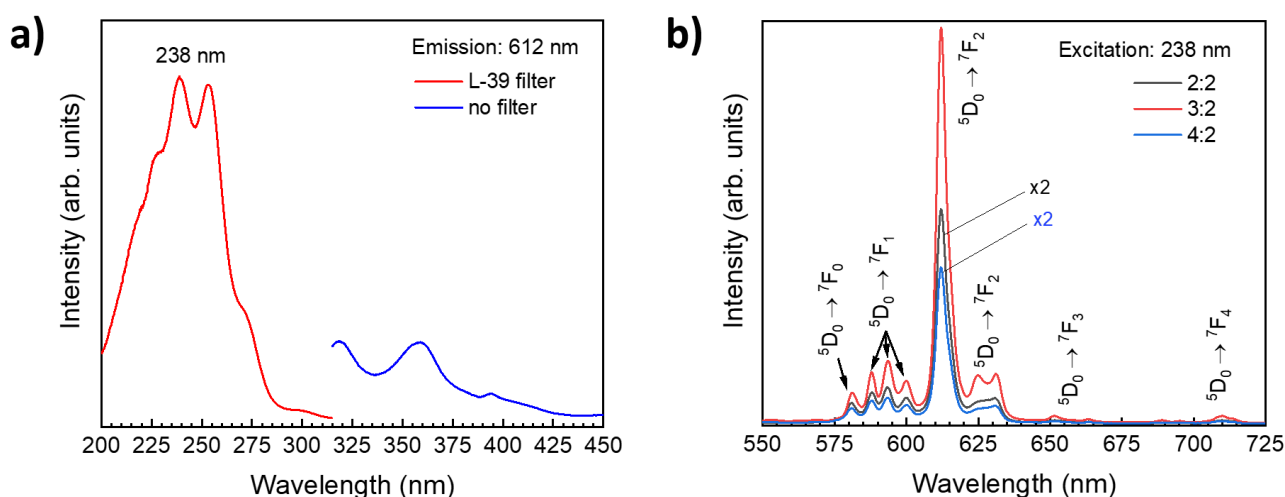 a)
238 nm
Emission: 612 nm
L-39 filter
no filter
Intensity (arb. units)
200 225 250 275 300 325 350 375 400 425 450
Wavelength (nm)
b)
Excitation: 238 nm
2:2
3:2
4:2
⁵D₀→⁷F₂
x2
x2
⁵D₀→⁷F₀
⁵D₀→⁷F₁
⁵D₀→⁷F₂
⁵D₀→⁷F₃
⁵D₀→⁷F₄
Intensity (arb. units)
550 575 600 625 650 675 700 725
Wavelength (nm)